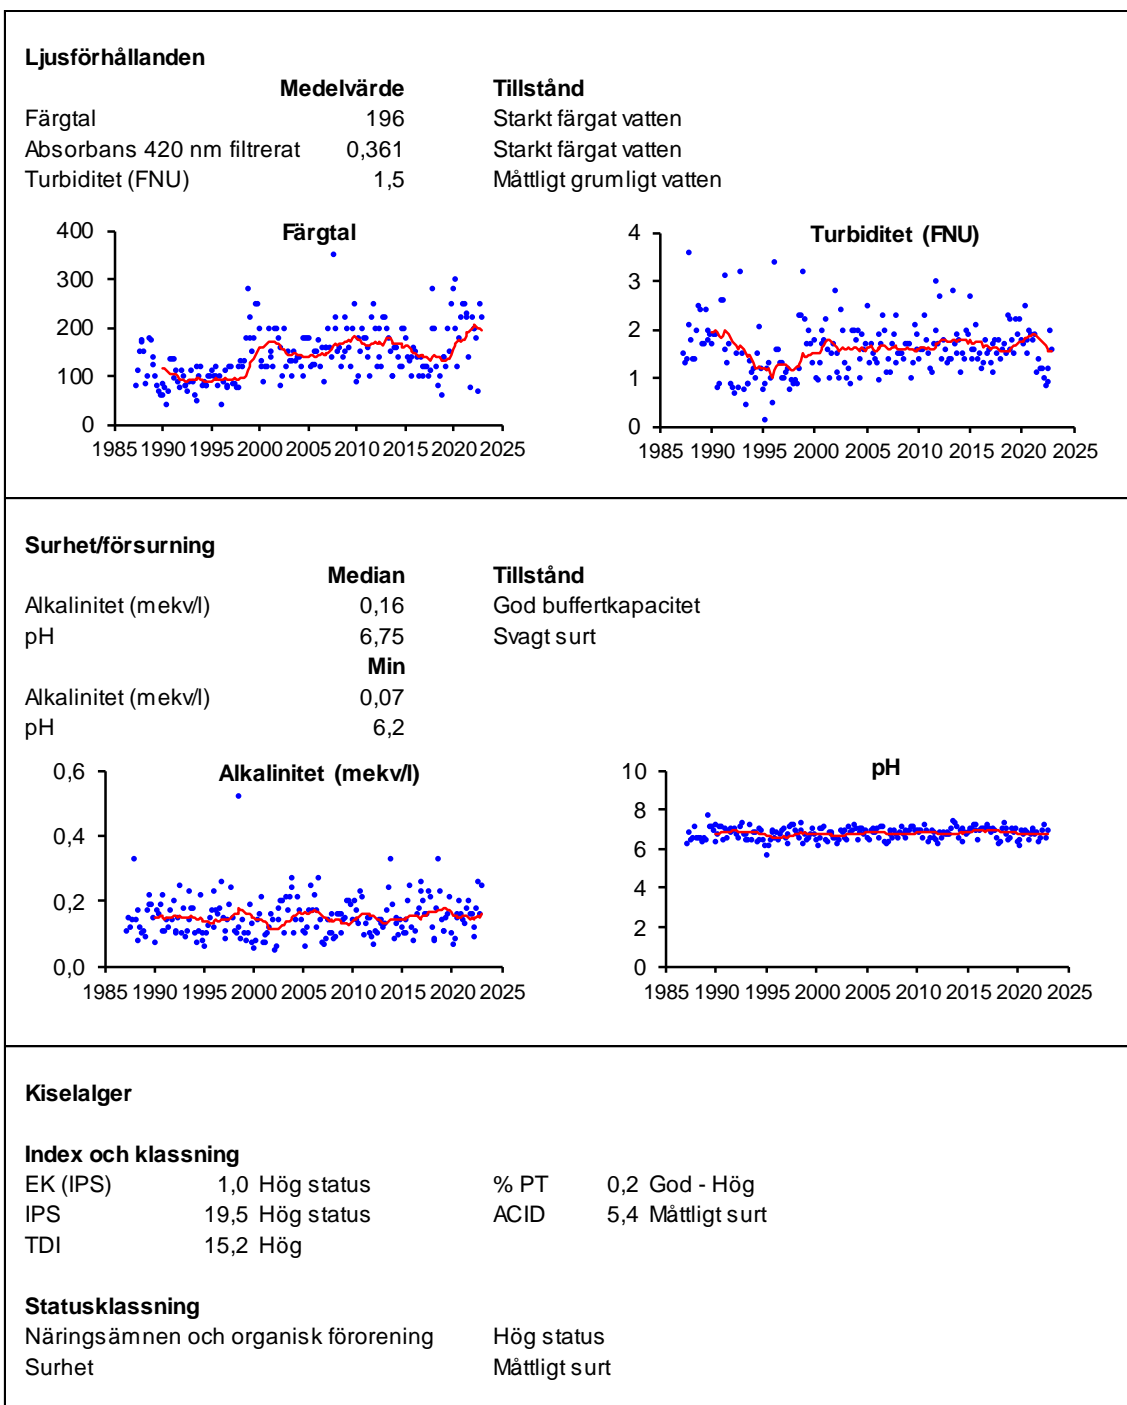 Ljusförhållanden
Medelvärde Tillstånd
Färgtal 196 Starkt färgat vatten
Absorbans 420 nm filtrerat 0,361 Starkt färgat vatten
Turbiditet (FNU) 1,5 Måttligt grumligt vatten
Färgtal
400
300
200
100
0
1985 1990 1995 2000 2005 2010 2015 2020 2025
Turbiditet (FNU)
4
3
2
1
0
1985 1990 1995 2000 2005 2010 2015 2020 2025
Surhet/försurning
Median Tillstånd
Alkalinitet (mekv/l) 0,16 God buffertkapacitet
pH 6,75 Svagt surt
Min
Alkalinitet (mekv/l) 0,07
pH 6,2
Alkalinitet (mekv/l)
0,6
0,4
0,2
0,0
1985 1990 1995 2000 2005 2010 2015 2020 2025
pH
10
8
6
4
2
0
1985 1990 1995 2000 2005 2010 2015 2020 2025
Kiselalger
Index och klassning
EK (IPS) 1,0 Hög status % PT 0,2 God - Hög
IPS 19,5 Hög status ACID 5,4 Måttligt surt
TDI 15,2 Hög
Statusklassning
Näringsämnen och organisk förorening Hög status
Surhet Måttligt surt